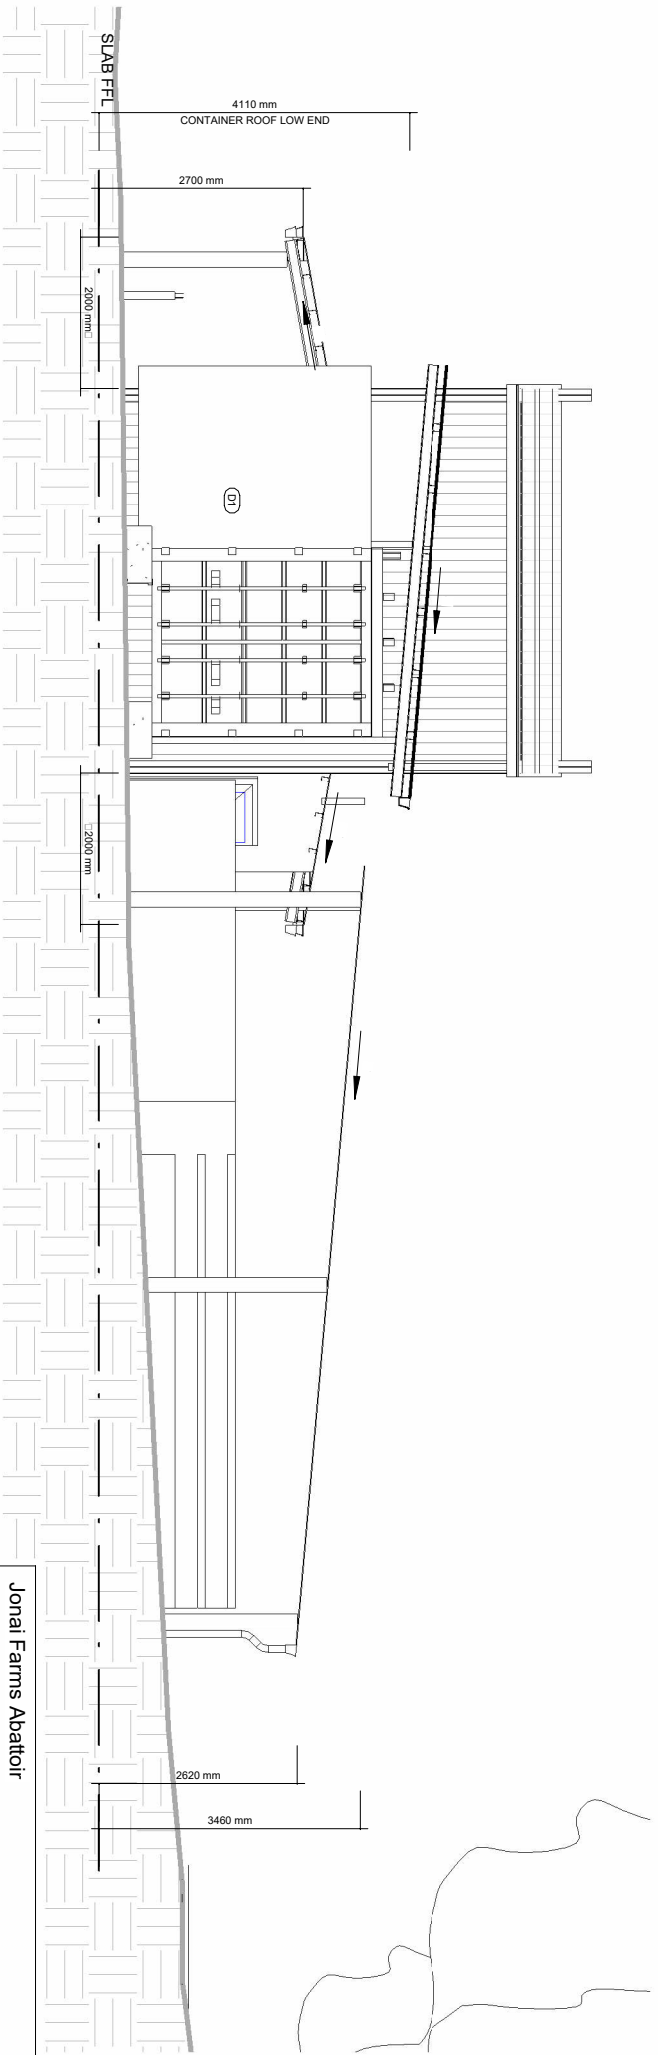 SLAB FFL
4110 mm
CONTAINER ROOF LOW END
2700 mm
2000 mm
D1
2000 mm
2620 mm
3460 mm
Jonai Farms Abattoir